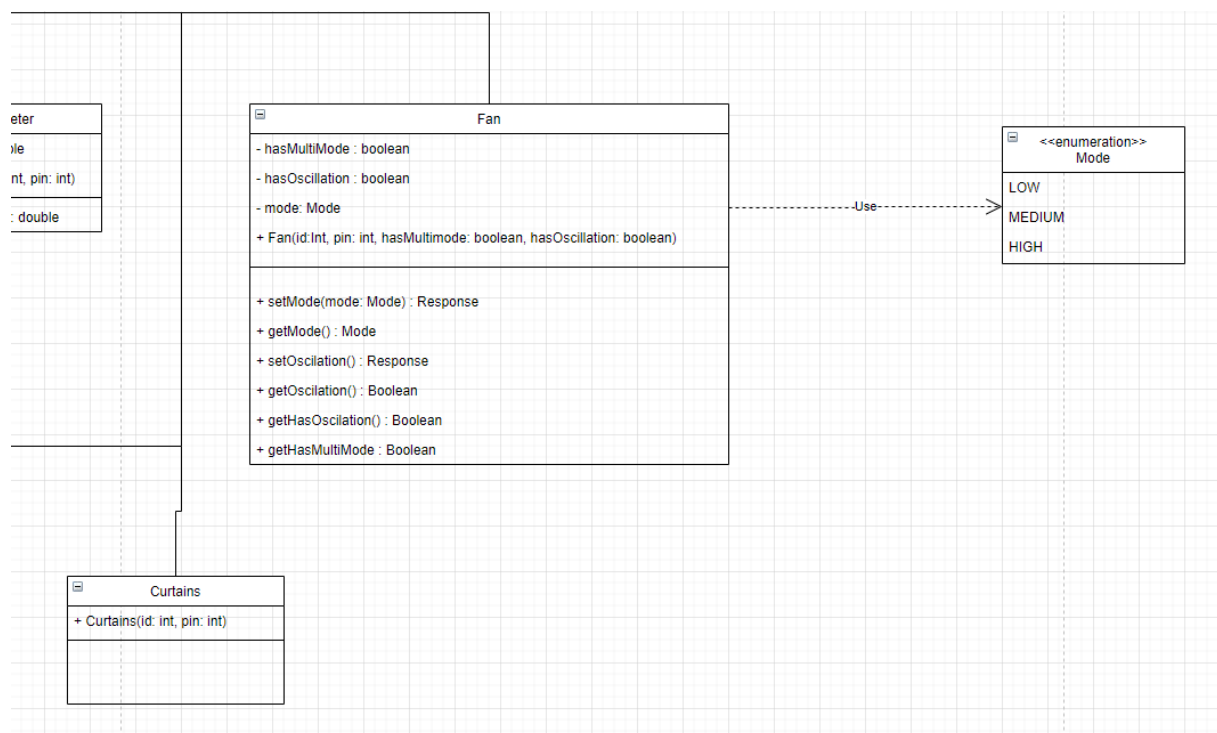 eter
ole
nt, pin: int)
: double
Fan
- hasMultiMode : boolean
- hasOscillation : boolean
- mode: Mode
+ Fan(id:Int, pin: int, hasMultimode: boolean, hasOscillation: boolean)
+ setMode(mode: Mode) : Response
+ getMode() : Mode
+ setOscilation() : Response
+ getOscilation() : Boolean
+ getHasOscilation() : Boolean
+ getHasMultiMode : Boolean
Use
<<enumeration>>
Mode
LOW
MEDIUM
HIGH
Curtains
+ Curtains(id: int, pin: int)